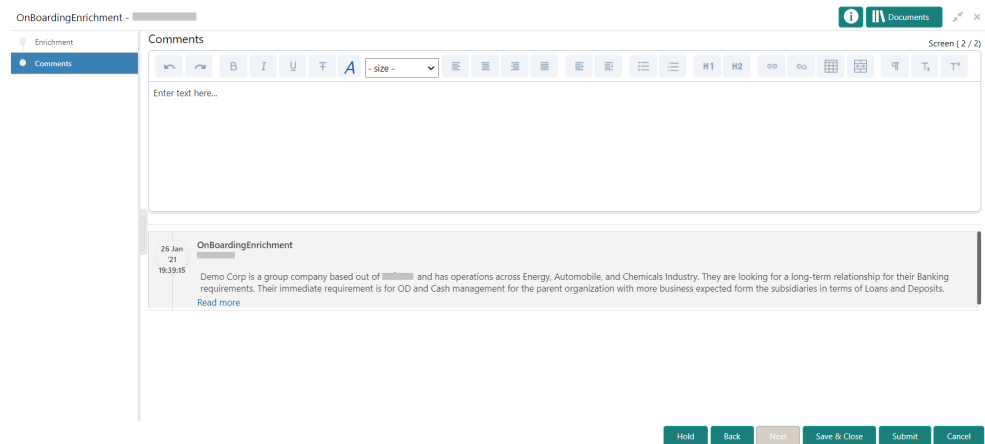 OnBoardingEnrichment -
Documents
Enrichment
Comments
Comments
Screen ( 2 / 2)
B I U T A - size - H1 H2 ¶ T↓ T↑
Enter text here...
26 Jan
'21
19:39:15
OnBoardingEnrichment
Demo Corp is a group company based out of and has operations across Energy, Automobile, and Chemicals Industry. They are looking for a long-term relationship for their Banking
requirements. Their immediate requirement is for OD and Cash management for the parent organization with more business expected form the subsidiaries in terms of Loans and Deposits.
Read more
Hold Back Next Save & Close Submit Cancel